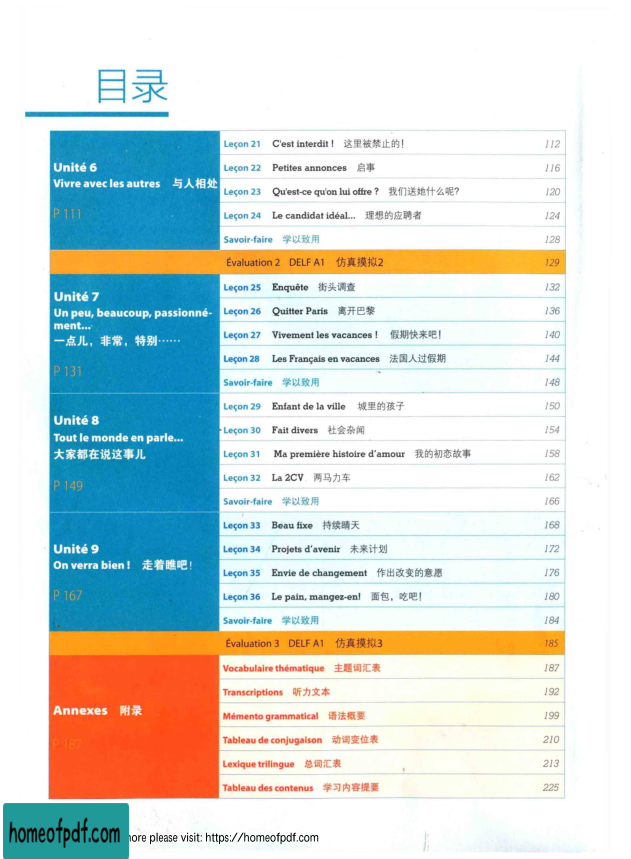 目录
Unité 6
Vivre avec les autres 与人相处
P 111
Leçon 21 C'est interdit ! 这里被禁止的! 112
Leçon 22 Petites annonces 启事 116
Leçon 23 Qu'est-ce qu'on lui offre ? 我们送她什么呢? 120
Leçon 24 Le candidat idéal... 理想的应聘者 124
Savoir-faire 学以致用 128
Évaluation 2 DELF A1 仿真模拟2 129
Unité 7
Un peu, beaucoup, passionné-
ment...
一点儿，非常，特别……
P 131
Leçon 25 Enquête 街头调查 132
Leçon 26 Quitter Paris 离开巴黎 136
Leçon 27 Vivement les vacances ! 假期快来吧! 140
Leçon 28 Les Français en vacances 法国人过假期 144
Savoir-faire 学以致用 148
Unité 8
Tout le monde en parle...
大家都在说这事儿
P 149
Leçon 29 Enfant de la ville 城里的孩子 150
Leçon 30 Fait divers 社会杂闻 154
Leçon 31 Ma première histoire d'amour 我的初恋故事 158
Leçon 32 La 2CV 两马力车 162
Savoir-faire 学以致用 166
Unité 9
On verra bien ! 走着瞧吧!
P 167
Leçon 33 Beau fixe 持续晴天 168
Leçon 34 Projets d'avenir 未来计划 172
Leçon 35 Envie de changement 作出改变的意愿 176
Leçon 36 Le pain, mangez-en! 面包，吃吧! 180
Savoir-faire 学以致用 184
Évaluation 3 DELF A1 仿真模拟3 185
Annexes 附录
P 187
Vocabulaire thématique 主题词汇表 187
Transcriptions 听力文本 192
Mémento grammatical 语法概要 199
Tableau de conjugaison 动词变位表 210
Lexique trilingue 总词汇表 213
Tableau des contenus 学习内容提要 225
homeofpdf.com
please visit: https://homeofpdf.com